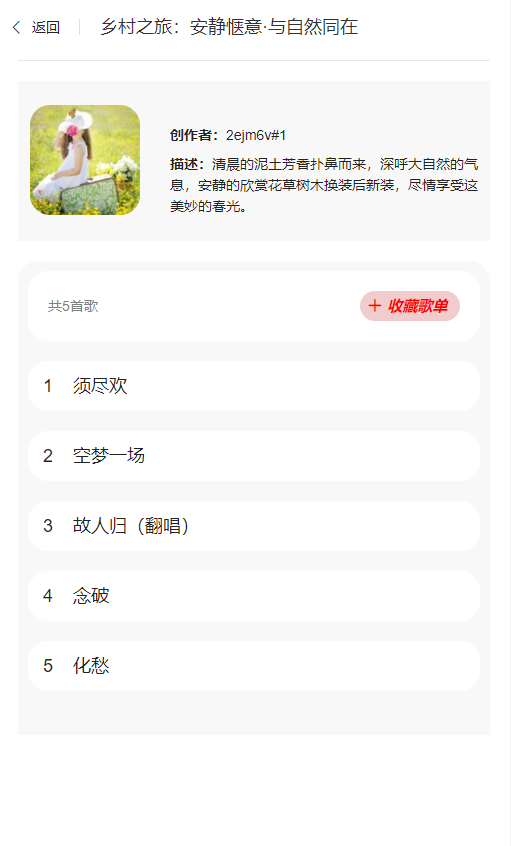 返回
乡村之旅：安静惬意·与自然同在
创作者：2ejm6v#1
描述：清晨的泥土芳香扑鼻而来，深呼大自然的气
息，安静的欣赏花草树木换装后新装，尽情享受这
美妙的春光。
共5首歌
+ 收藏歌单
1 须尽欢
2 空梦一场
3 故人归（翻唱）
4 念破
5 化愁